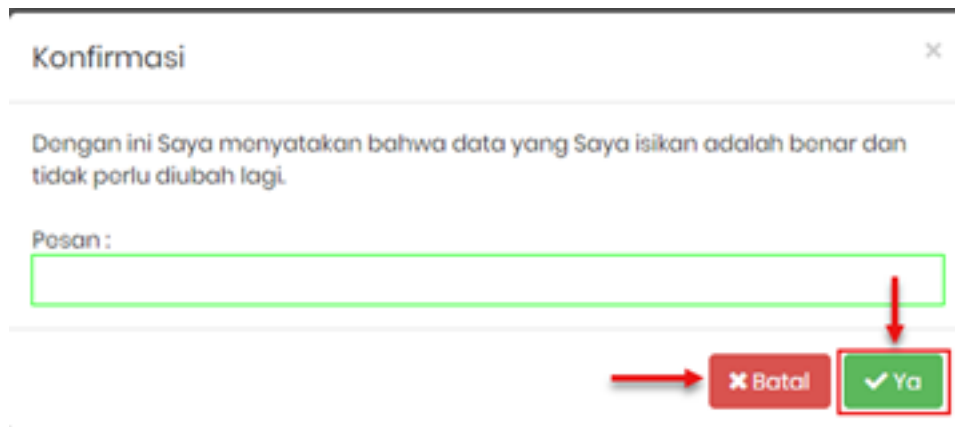 Konfirmasi
Dengan ini Saya menyatakan bahwa data yang Saya isikan adalah benar dan
tidak perlu diubah lagi.
Pesan :
Batal
Ya